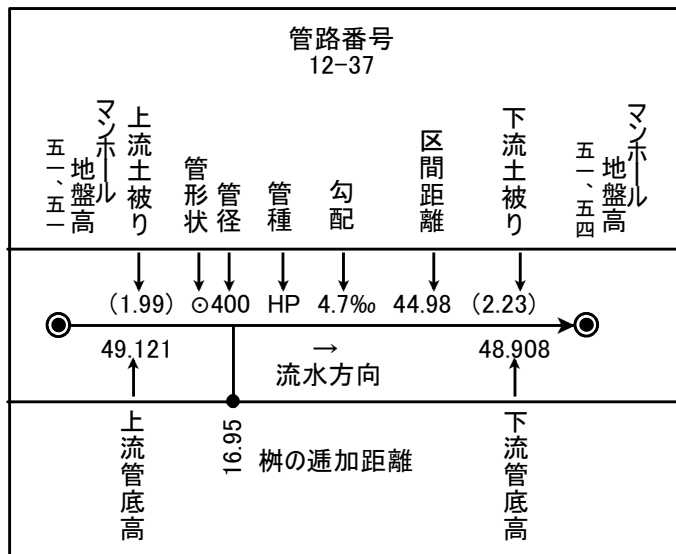 管路番号
12-37
マンホール
地盤高
五一、五一
上流土被り
管形状
管径
管種
勾配
区間距離
下流土被り
マンホール
地盤高
五一、五四
(1.99) ⊙400 HP 4.7‰ 44.98 (2.23)
49.121 → 48.908
流水方向
上流管底高
16.95
桝の逓加距離
下流管底高